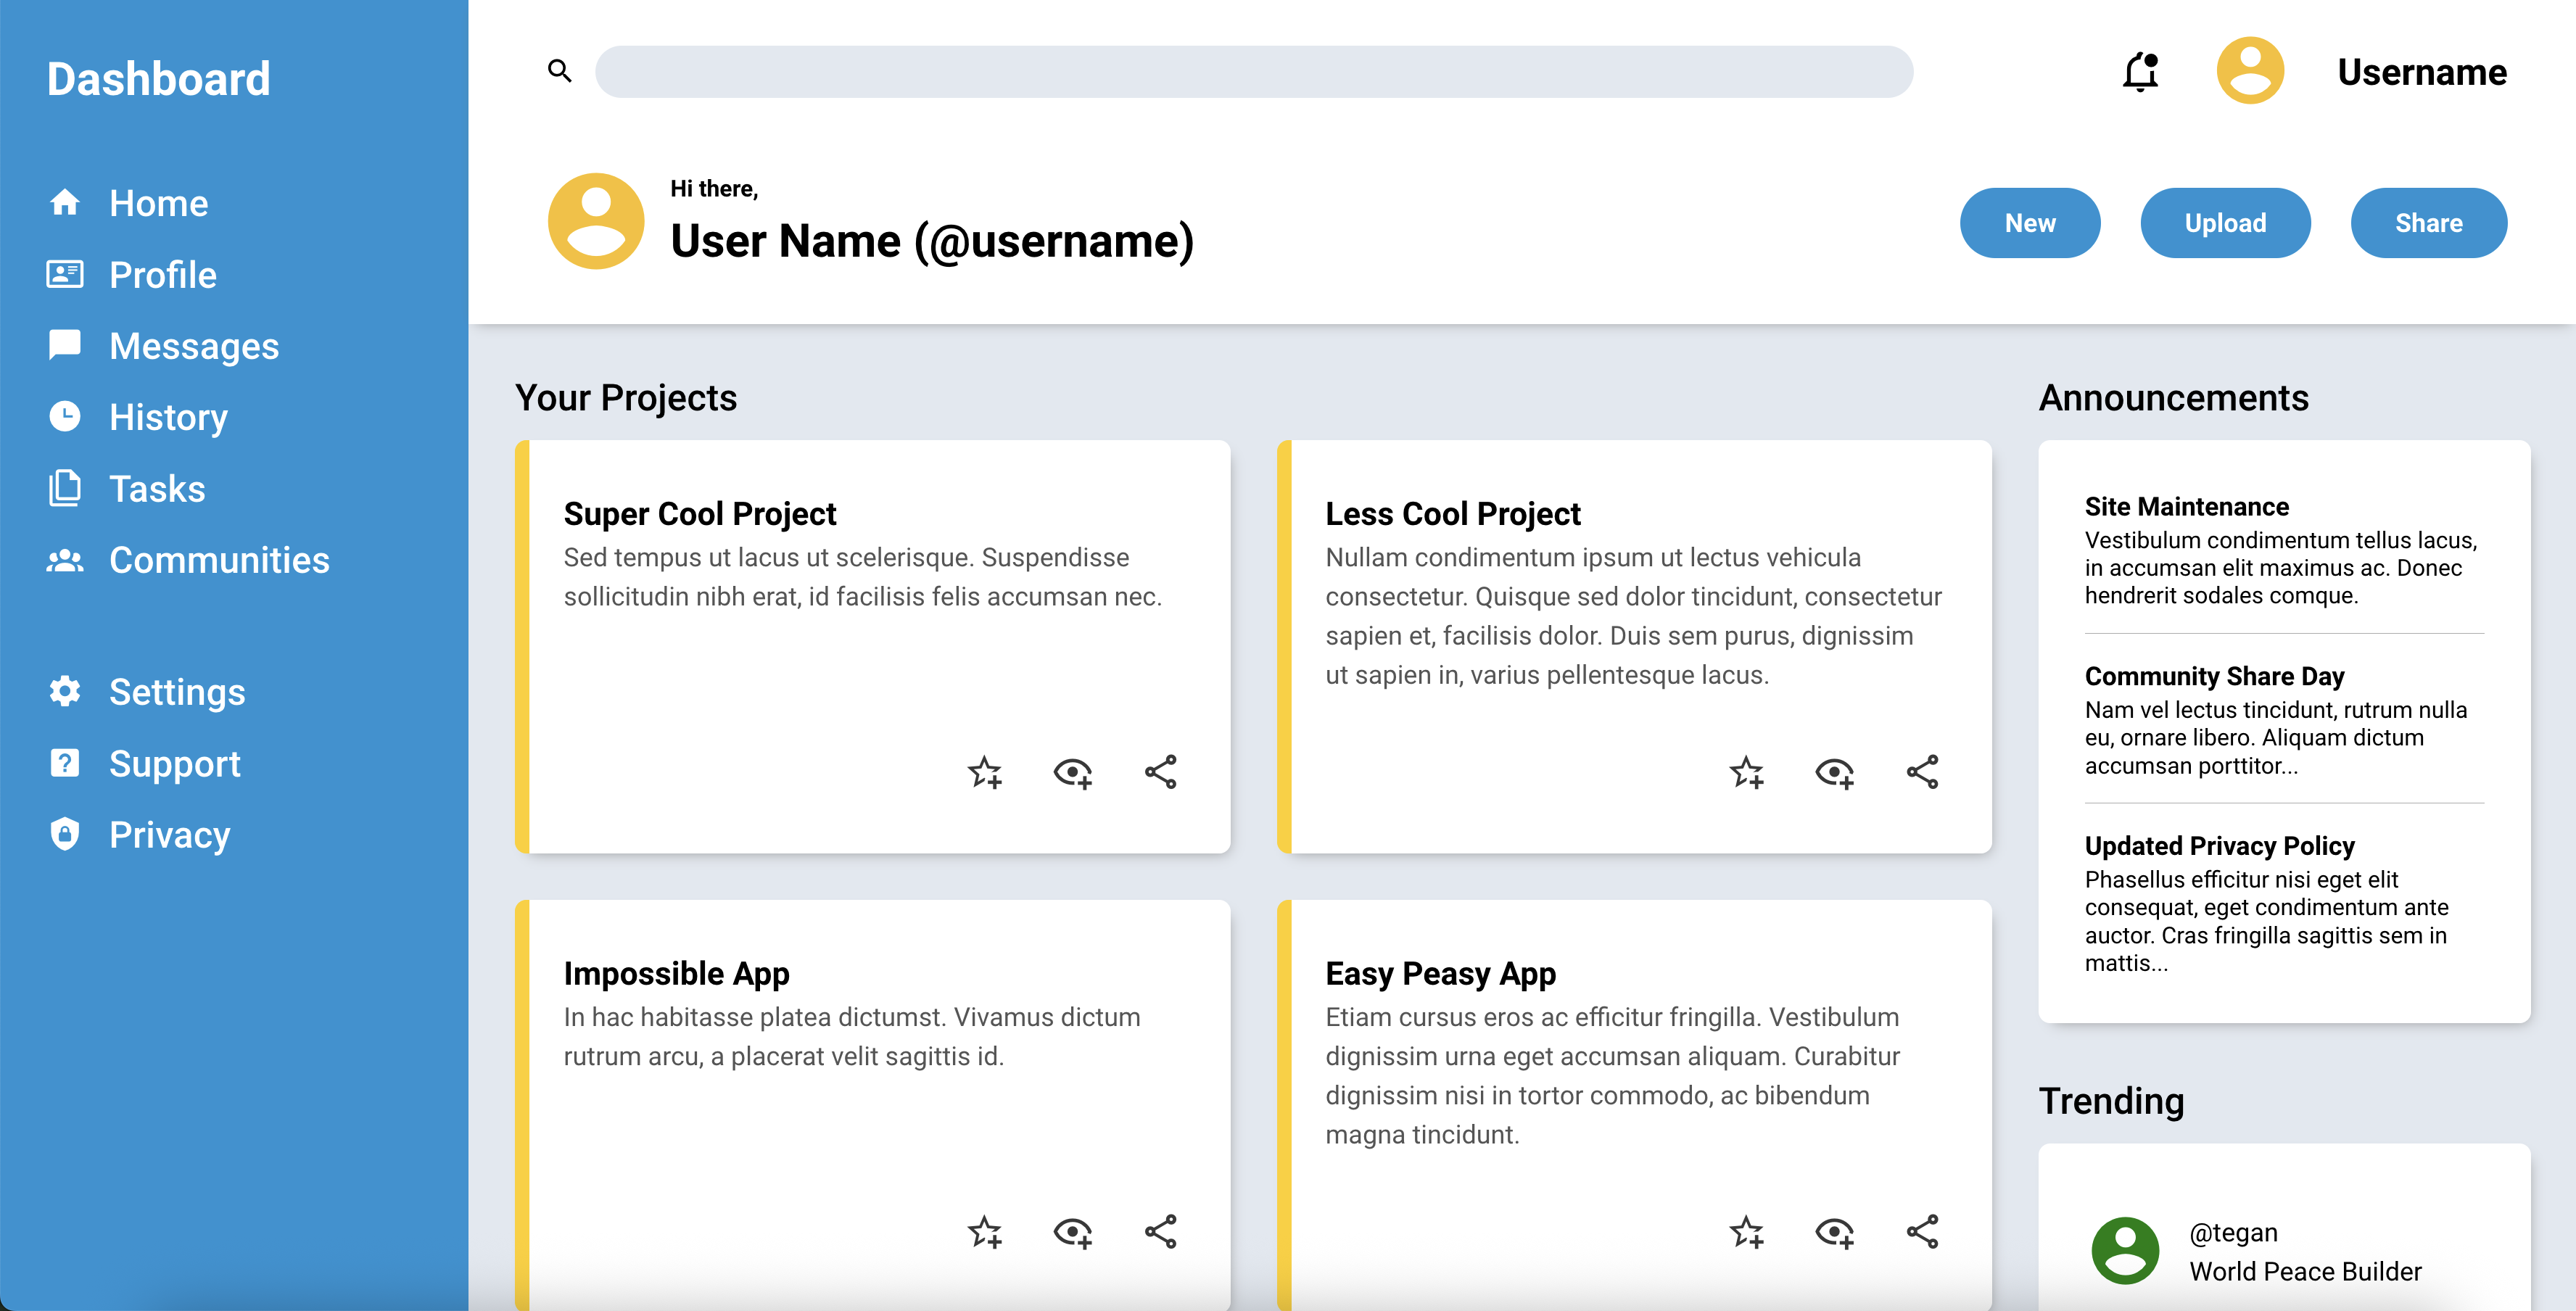 Dashboard
Home
Profile
Messages
History
Tasks
Communities
Settings
Support
Privacy
Username
Hi there,
User Name (@username)
New
Upload
Share
Your Projects
Super Cool Project
Sed tempus ut lacus ut scelerisque. Suspendisse
sollicitudin nibh erat, id facilisis felis accumsan nec.
Less Cool Project
Nullam condimentum ipsum ut lectus vehicula
consectetur. Quisque sed dolor tincidunt, consectetur
sapien et, facilisis dolor. Duis sem purus, dignissim
ut sapien in, varius pellentesque lacus.
Impossible App
In hac habitasse platea dictumst. Vivamus dictum
rutrum arcu, a placerat velit sagittis id.
Easy Peasy App
Etiam cursus eros ac efficitur fringilla. Vestibulum
dignissim urna eget accumsan aliquam. Curabitur
dignissim nisi in tortor commodo, ac bibendum
magna tincidunt.
Announcements
Site Maintenance
Vestibulum condimentum tellus lacus,
in accumsan elit maximus ac. Donec
hendrerit sodales comque.
Community Share Day
Nam vel lectus tincidunt, rutrum nulla
eu, ornare libero. Aliquam dictum
accumsan porttitor...
Updated Privacy Policy
Phasellus efficitur nisi eget elit
consequat, eget condimentum ante
auctor. Cras fringilla sagittis sem in
mattis...
Trending
@tegan
World Peace Builder